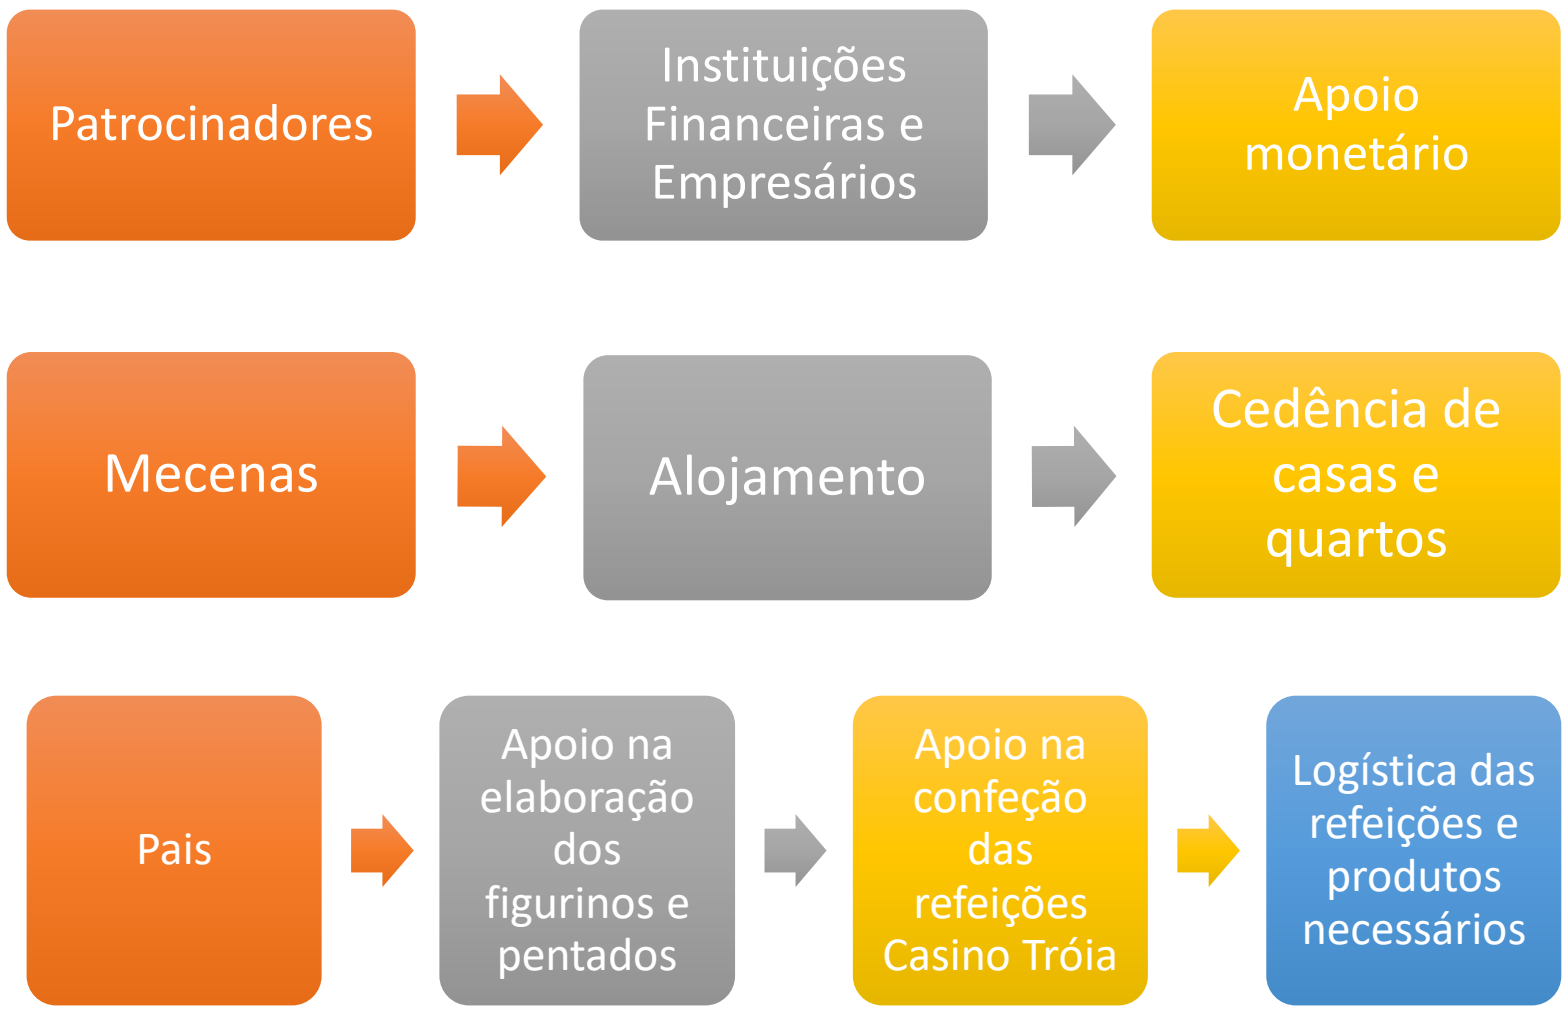 Patrocinadores
Instituições
Financeiras e
Empresários
Apoio
monetário
Mecenas
Alojamento
Cedência de
casas e
quartos
Pais
Apoio na
elaboração
dos
figurinos e
pentados
Apoio na
confeção
das
refeições
Casino Tróia
Logística das
refeições e
produtos
necessários